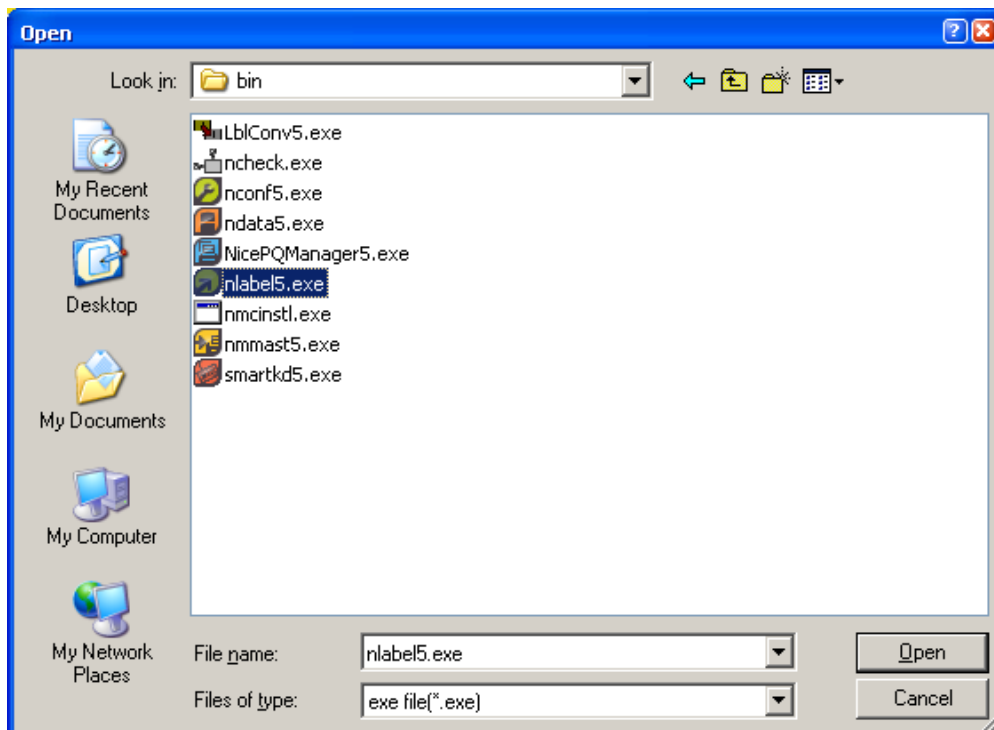 Open
Look in: bin
LblConv5.exe
ncheck.exe
nconf5.exe
ndata5.exe
NicePQManager5.exe
nlabel5.exe
nmcinstl.exe
nmmast5.exe
smartkd5.exe
My Recent
Documents
Desktop
My Documents
My Computer
My Network
Places
File name: nlabel5.exe Open
Files of type: exe file(*.exe) Cancel